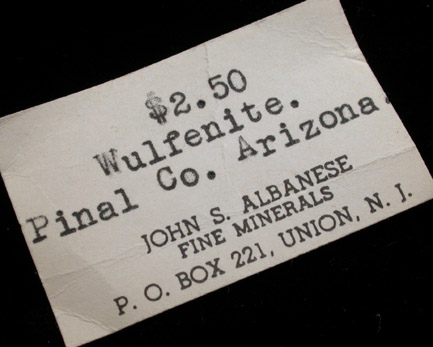 $2.50
Wulfenite.
Pinal Co. Arizona.
JOHN S. ALBANESE
FINE MINERALS
P. O. BOX 221, UNION, N. J.